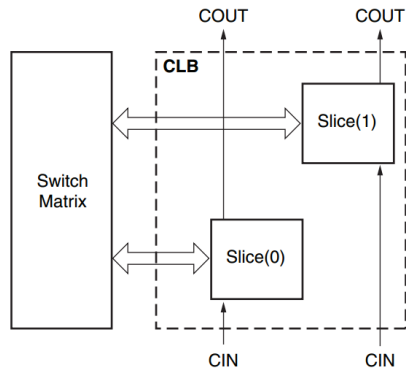 COUT
COUT
CLB
Slice(1)
Switch
Matrix
Slice(0)
CIN
CIN